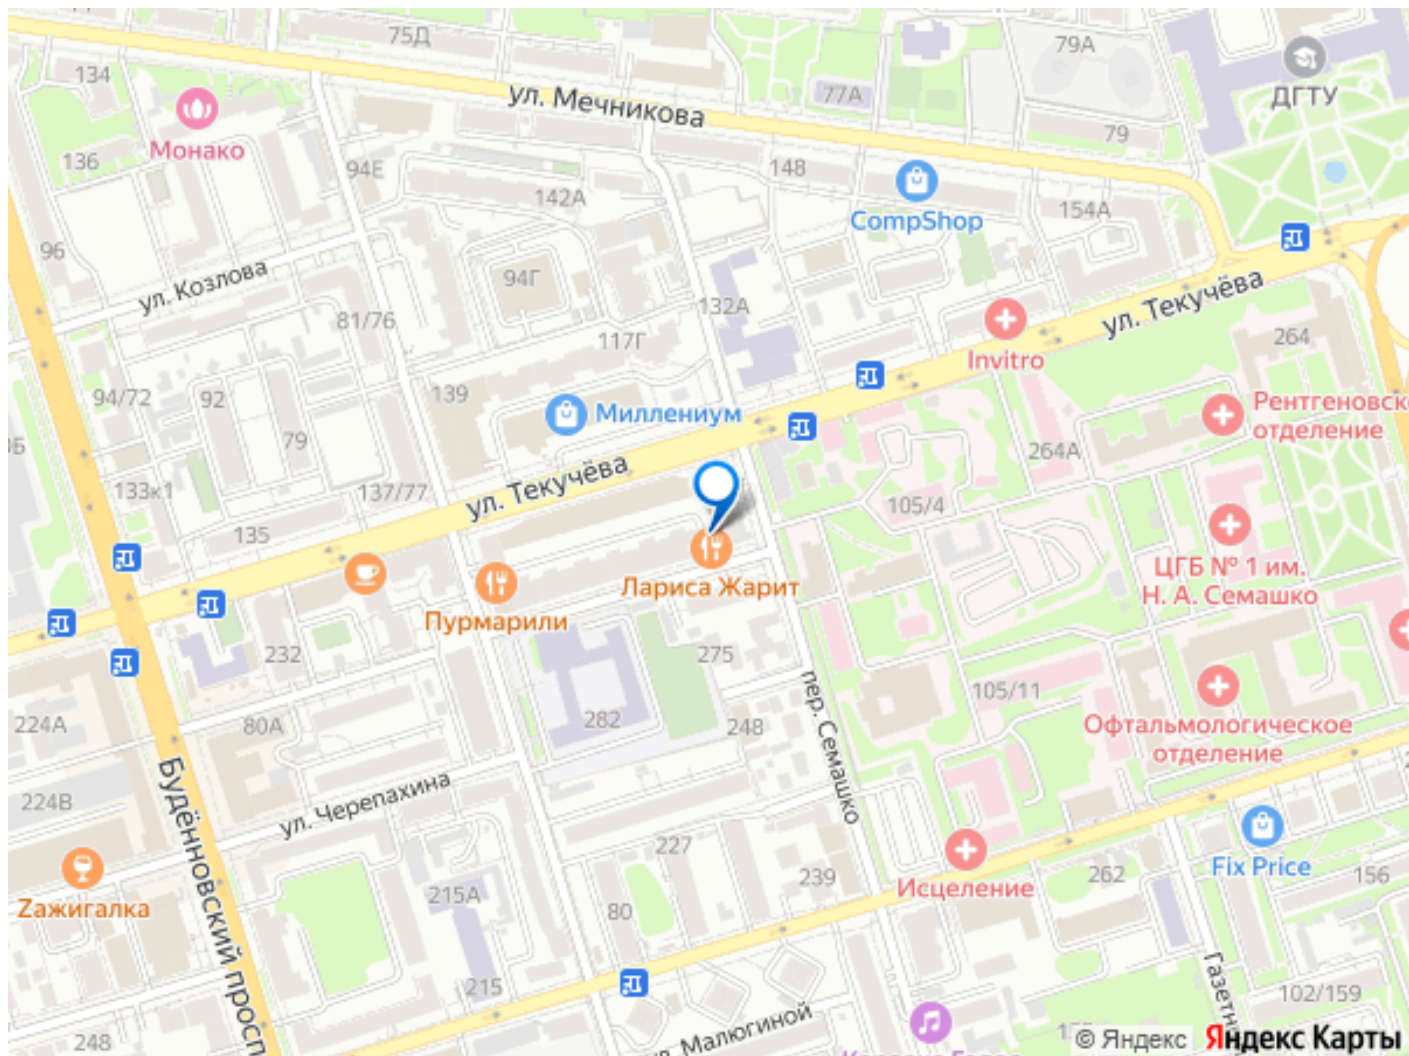 75Д
79А
134
ДГТУ
ул. Мечникова
77А
79
Монако
136
94Е
148
142А
CompShop
154А
96
ул. Козлова
94Г
132А
81/76
117Г
ул. Текучёва
Invitro
264
94/72
92
139
Миллениум
Рентгеновско
отделение
79
264А
133к1
137/77
ул. Текучёва
105/4
135
ЦГБ № 1 им.
Н. А. Семашко
Лариса Жарит
Пурмарили
232
275
105/11
224А
80А
282
248
пер. Семашко
Офтальмологическое
отделение
224В
ул. Черепахина
Будённовский просп
227
239
Исцеление
262
Fix Price
156
Zажигалка
215А
80
215
Газетн
102/159
248
Малюгиной
© Яндекс
Яндекс Карты